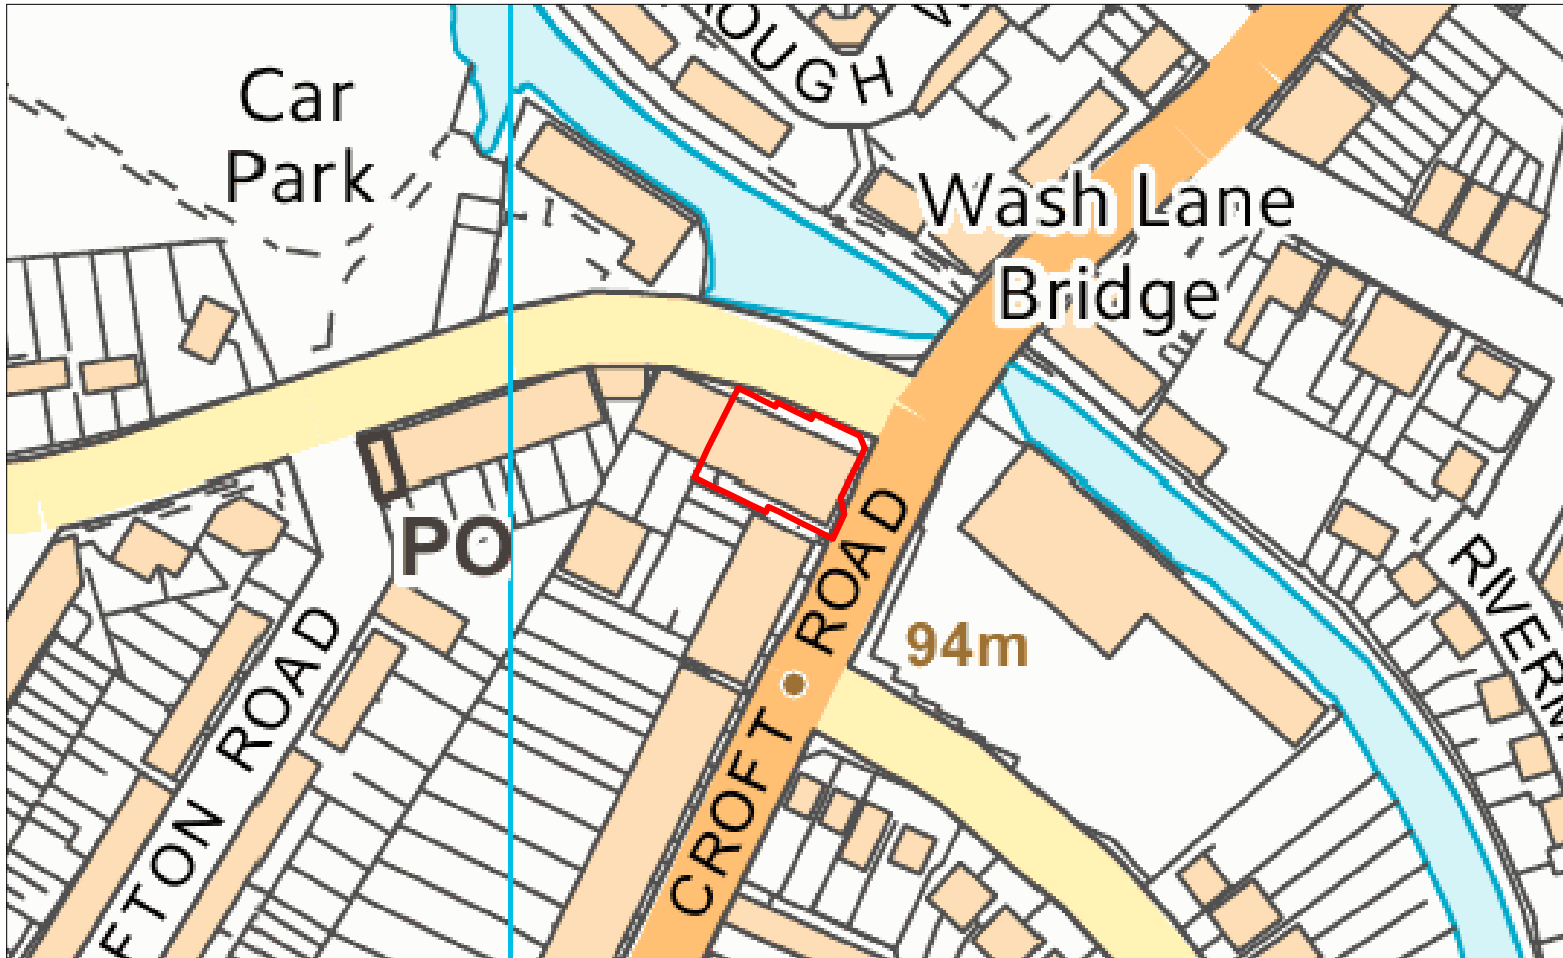 Car
Park
Wash Lane
Bridge
PO
94m
CROFT ROAD
ROAD